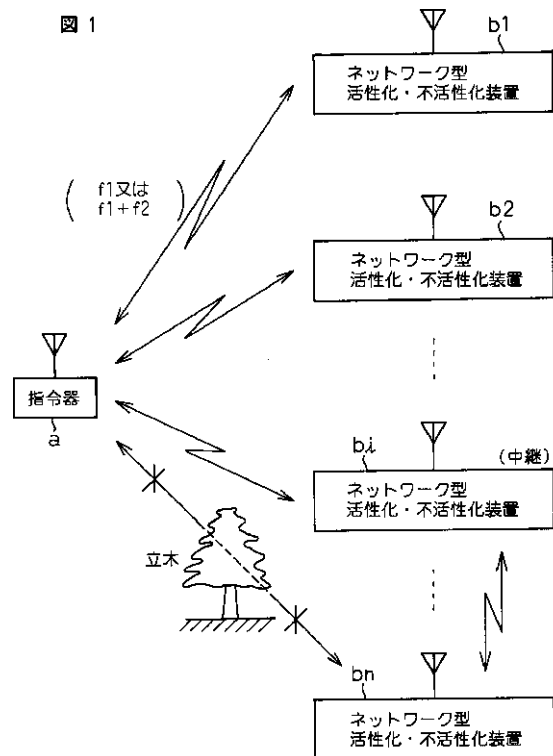 図 1
b1
ネットワーク型
活性化・不活性化装置
( f1又は
f1+f2 )
b2
ネットワーク型
活性化・不活性化装置
指令器
a
bi
(中継)
ネットワーク型
活性化・不活性化装置
立木
bn
ネットワーク型
活性化・不活性化装置